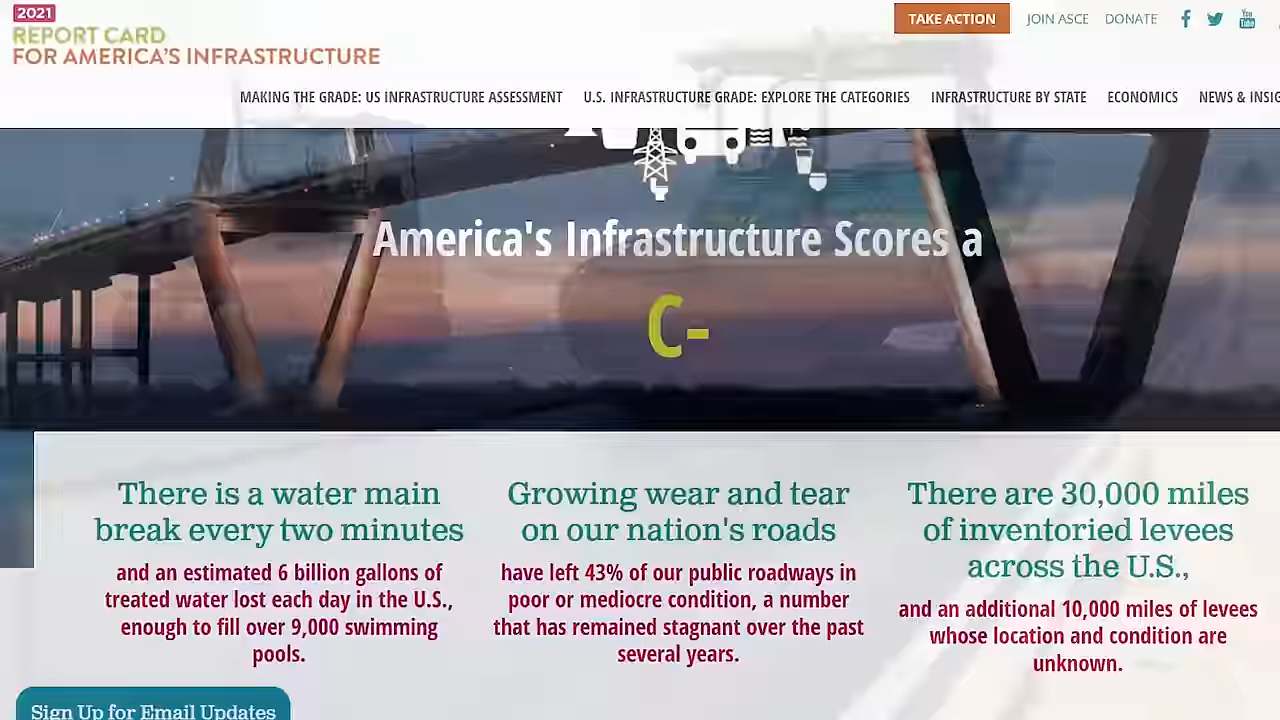 2021
REPORT CARD
FOR AMERICA'S INFRASTRUCTURE
TAKE ACTION
JOIN ASCE
DONATE
You
Tube
MAKING THE GRADE: US INFRASTRUCTURE ASSESSMENT
U.S. INFRASTRUCTURE GRADE: EXPLORE THE CATEGORIES
INFRASTRUCTURE BY STATE
ECONOMICS
NEWS &
America's Infrastructure Scores a
C-
There is a water main
break every two minutes
and an estimated 6 billion gallons of
treated water lost each day in the U.S.,
enough to fill over 9,000 swimming
pools.
Growing wear and tear
on our nation's roads
have left 43% of our public roadways in
poor or mediocre condition, a number
that has remained stagnant over the past
several years.
There are 30,000 miles
of inventoried levees
across the U.S.,
and an additional 10,000 miles of levees
whose location and condition are
unknown.
Sign Up for Email Updates